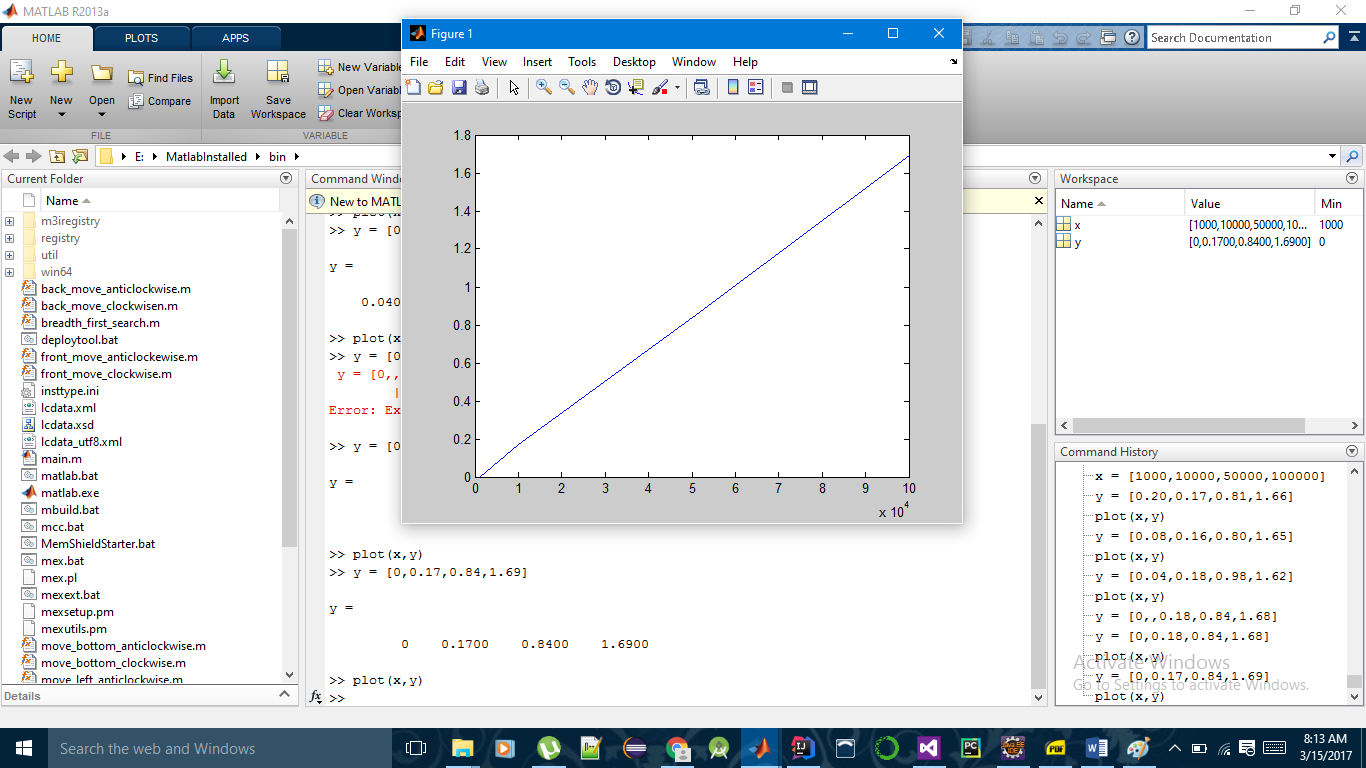 MATLAB R2013a
HOME
PLOTS
APPS
Search Documentation
New Script
New
Open
Find Files
Compare
Import Data
Save Workspace
New Variable
Open Variabl
Clear Worksp
FILE
VARIABLE
E:
MatlabInstalled
bin
Current Folder
Name
m3iregistry
registry
util
win64
back_move_anticlockwise.m
back_move_clockwisen.m
breadth_first_search.m
deploytool.bat
front_move_anticlockewise.m
front_move_clockwise.m
insttype.ini
lcdata.xml
lcdata.xsd
lcdata_utf8.xml
main.m
matlab.bat
matlab.exe
mbuild.bat
mcc.bat
MemShieldStarter.bat
mex.bat
mex.pl
mexext.bat
mexsetup.pm
mexutils.pm
move_bottom_anticlockwise.m
move_bottom_clockwise.m
move_left_anticlockwise.m
Details
Command Windo
New to MATL
>> plot(x
>> y = [0
y =
0.040
>> plot(x
>> y = [0
y = [0,,
|
Error: Ex
>> y = [0
y =
>> plot(x,y)
>> y = [0,0.17,0.84,1.69]
y =
0 0.1700 0.8400 1.6900
>> plot(x,y)
fx >>
Figure 1
File Edit View Insert Tools Desktop Window Help
1.8
1.6
1.4
1.2
1
0.8
0.6
0.4
0.2
0
0 1 2 3 4 5 6 7 8 9 10
x 10^4
Workspace
Name Value Min
x [1000,10000,50000,10... 1000
y [0,0.1700,0.8400,1.6900] 0
Command History
x = [1000,10000,50000,100000]
y = [0.20,0.17,0.81,1.66]
plot(x,y)
y = [0.08,0.16,0.80,1.65]
plot(x,y)
y = [0.04,0.18,0.98,1.62]
plot(x,y)
y = [0,,0.18,0.84,1.68]
y = [0,0.18,0.84,1.68]
plot(x,y)
y = [0,0.17,0.84,1.69]
plot(x,y)
Activate Windows
Go to Settings to activate Windows.
Search the web and Windows
8:13 AM
3/15/2017